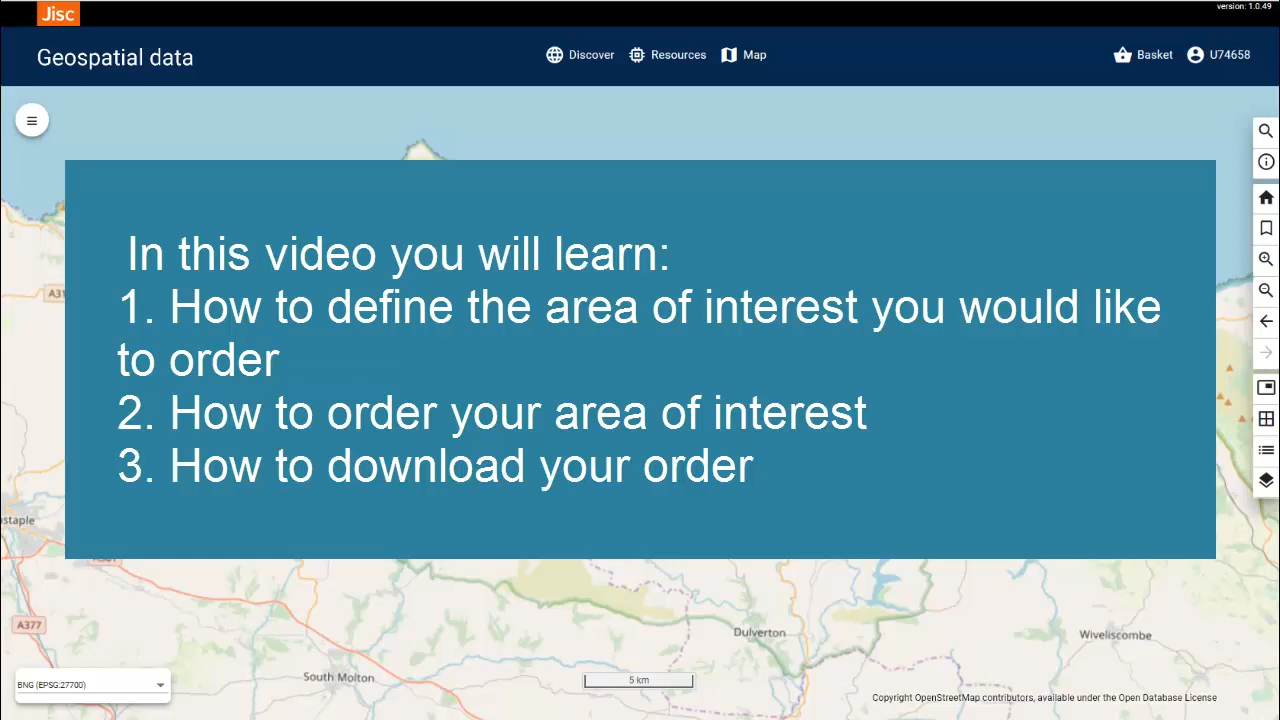 Jisc
version: 1.0.49
Geospatial data
Discover
Resources
Map
Basket
U74658
In this video you will learn:
1. How to define the area of interest you would like
to order
2. How to order your area of interest
3. How to download your order
A377
Dulverton
Wiveliscombe
South Molton
BNG (EPSG:27700)
5 km
Copyright OpenStreetMap contributors, available under the Open Database License